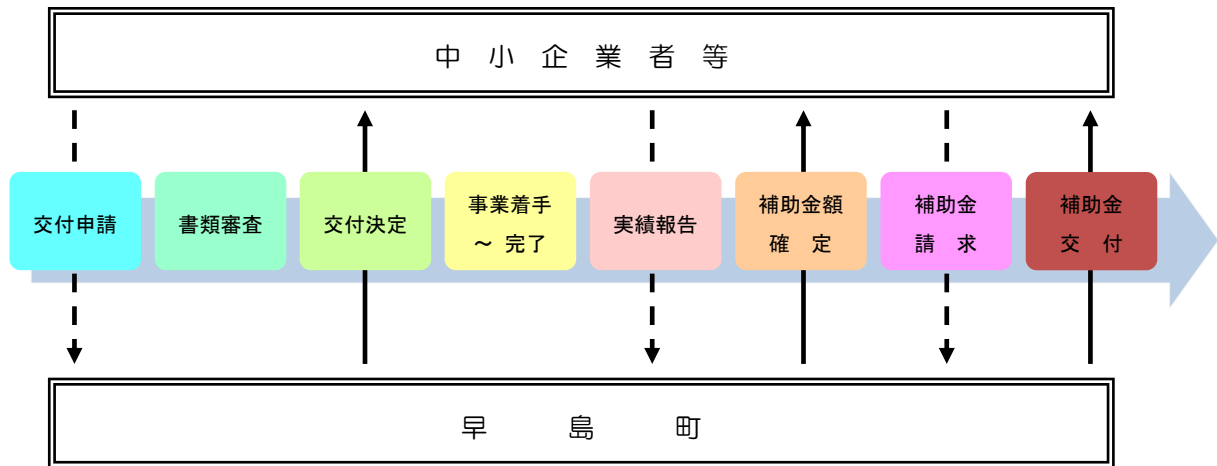 中小企業者等
交付申請
書類審査
交付決定
事業着手
～ 完了
実績報告
補助金額
確　定
補助金
請　求
補助金
交　付
早島町